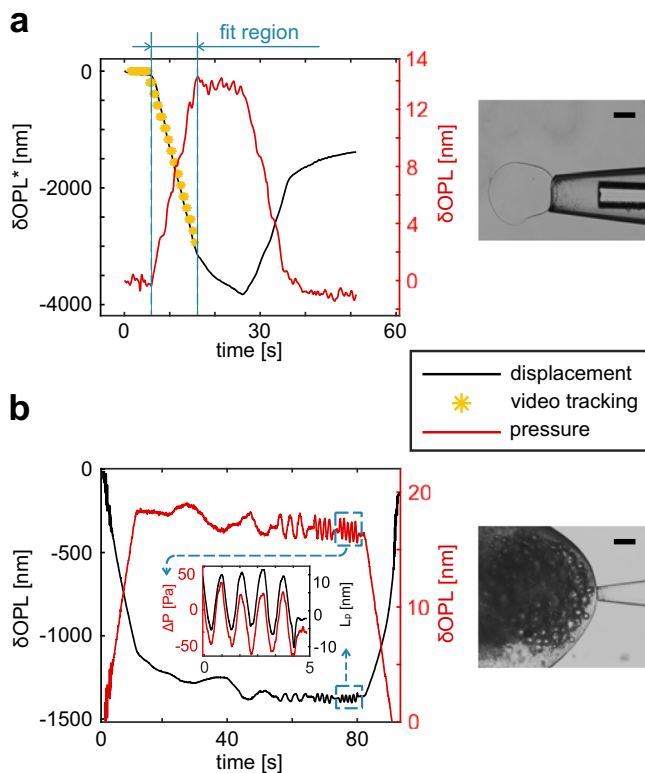 a
fit region
0
-2000
-4000
δOPL* [nm]
14
12
8
4
0
δOPL [nm]
0
30
60
time [s]
displacement
video tracking
pressure
b
0
-500
-1000
-1500
δOPL [nm]
20
10
0
δOPL [nm]
50
0
-50
ΔP [Pa]
10
0
-10
Lp [nm]
0
5
0
40
80
time [s]